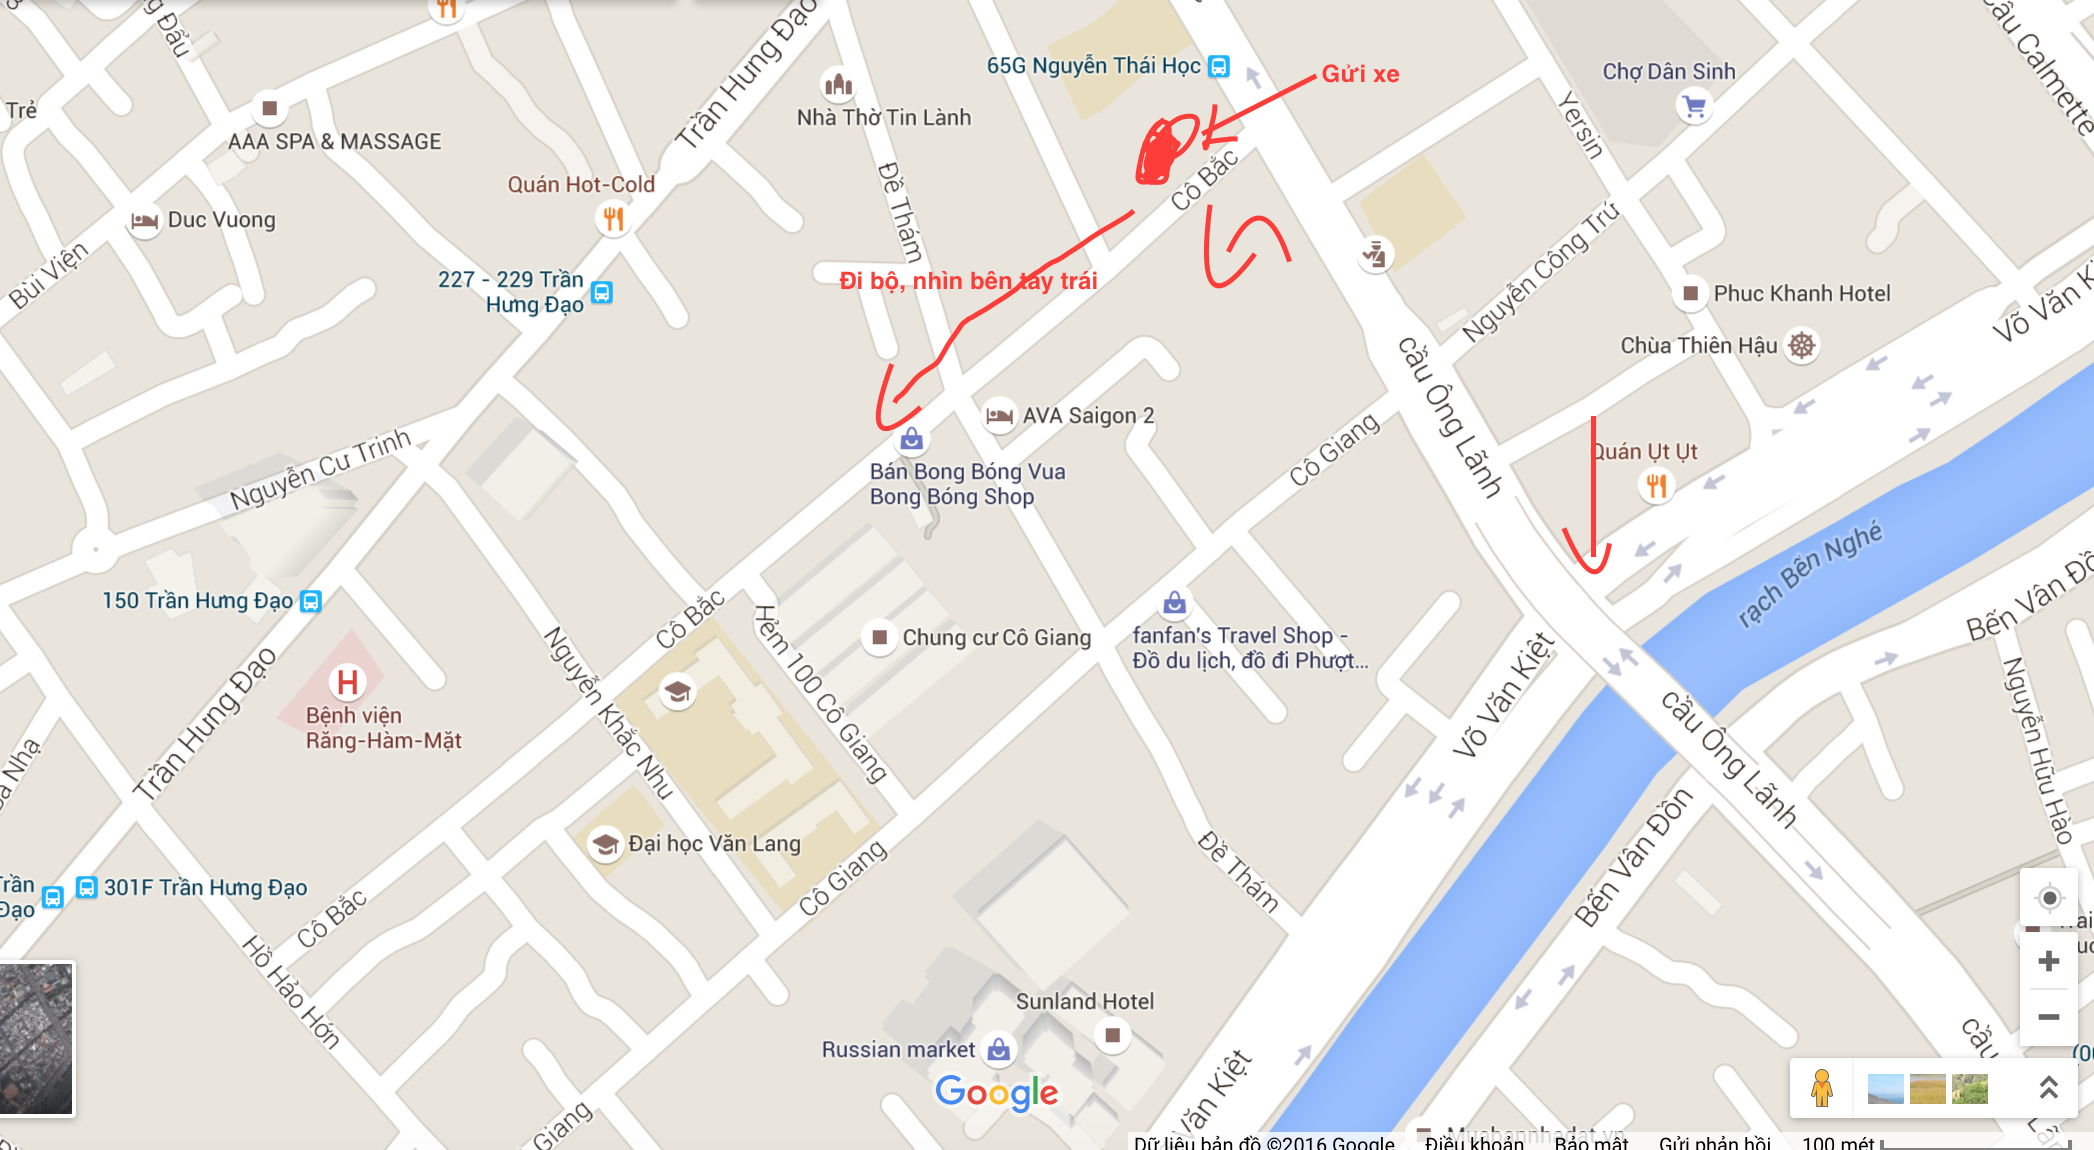 Trần Hưng Đạo
65G Nguyễn Thái Học
Gửi xe
Chợ Dân Sinh
Cầu Calmette
Trẻ
AAA SPA & MASSAGE
Nhà Thờ Tin Lành
Yersin
Đề Thám
Cô Bắc
Quán Hot-Cold
Duc Vuong
Bùi Viện
227 - 229 Trần
Hưng Đạo
Đi bộ, nhìn bên tay trái
Nguyễn Công Trứ
Phuc Khanh Hotel
Chùa Thiên Hậu
cầu Ông Lãnh
AVA Saigon 2
Nguyễn Cư Trinh
Bán Bong Bóng Vua
Bong Bóng Shop
Cô Giang
Quán Ụt Ụt
rạch Bến Nghé
150 Trần Hưng Đạo
Cô Bắc
Hẻm 100 Cô Giang
Chung cư Cô Giang
fanfan's Travel Shop -
Đồ du lịch, đồ đi Phượt...
Võ Văn Kiệt
Nguyễn Khắc Nhu
Trần Hưng Đạo
Bệnh viện
Răng-Hàm-Mặt
H
cầu Ông Lãnh
Nguyễn Hữu Hào
Bến Vân Đồn
Đại học Văn Lang
Cô Giang
Đề Thám
Trần
Đạo
301F Trần Hưng Đạo
Cô Bắc
Hồ Hảo Hớn
Sunland Hotel
Russian market
Google
Văn Kiệt
Giang
Muabannhadat.vn
Dữ liệu bản đồ ©2016 Google
Điều khoản
Bảo mật
Gửi phản hồi
100 mét